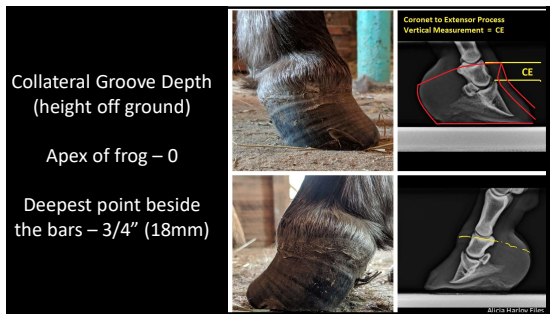 Collateral Groove Depth
(height off ground)
Apex of frog – 0
Deepest point beside
the bars – 3/4” (18mm)
Coronet to Extensor Process
Vertical Measurement = CE
CE
Alicia Harlov Files